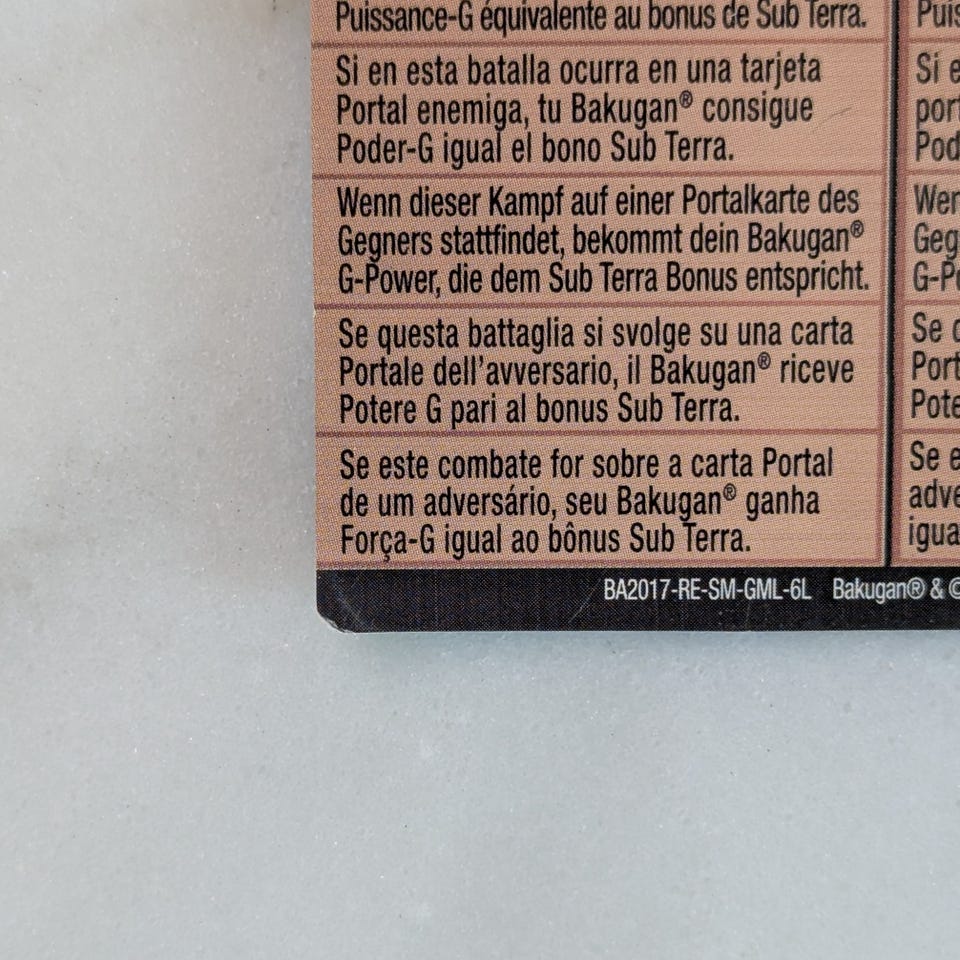 Puissance-G équivalente au bonus de Sub Terra.
Si en esta batalla ocurra en una tarjeta
Portal enemiga, tu Bakugan® consigue
Poder-G igual el bono Sub Terra.
Wenn dieser Kampf auf einer Portalkarte des
Gegners stattfindet, bekommt dein Bakugan®
G-Power, die dem Sub Terra Bonus entspricht.
Se questa battaglia si svolge su una carta
Portale dell'avversario, il Bakugan® riceve
Potere G pari al bonus Sub Terra.
Se este combate for sobre a carta Portal
de um adversário, seu Bakugan® ganha
Força-G igual ao bônus Sub Terra.
Si
Se
Se
BA2017-RE-SM-GML-6L Bakugan® & ©